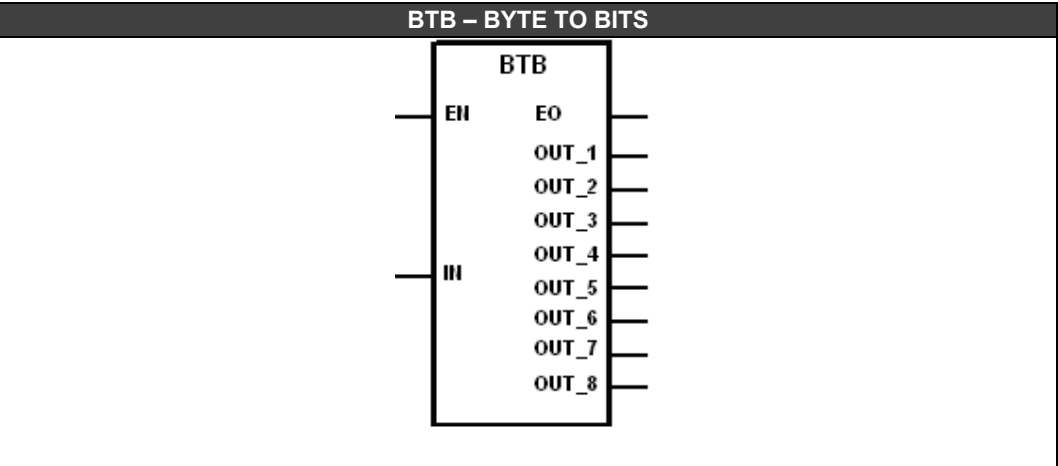 BTB – BYTE TO BITS
BTB
EN EO
OUT_1
OUT_2
OUT_3
OUT_4
IN
OUT_5
OUT_6
OUT_7
OUT_8